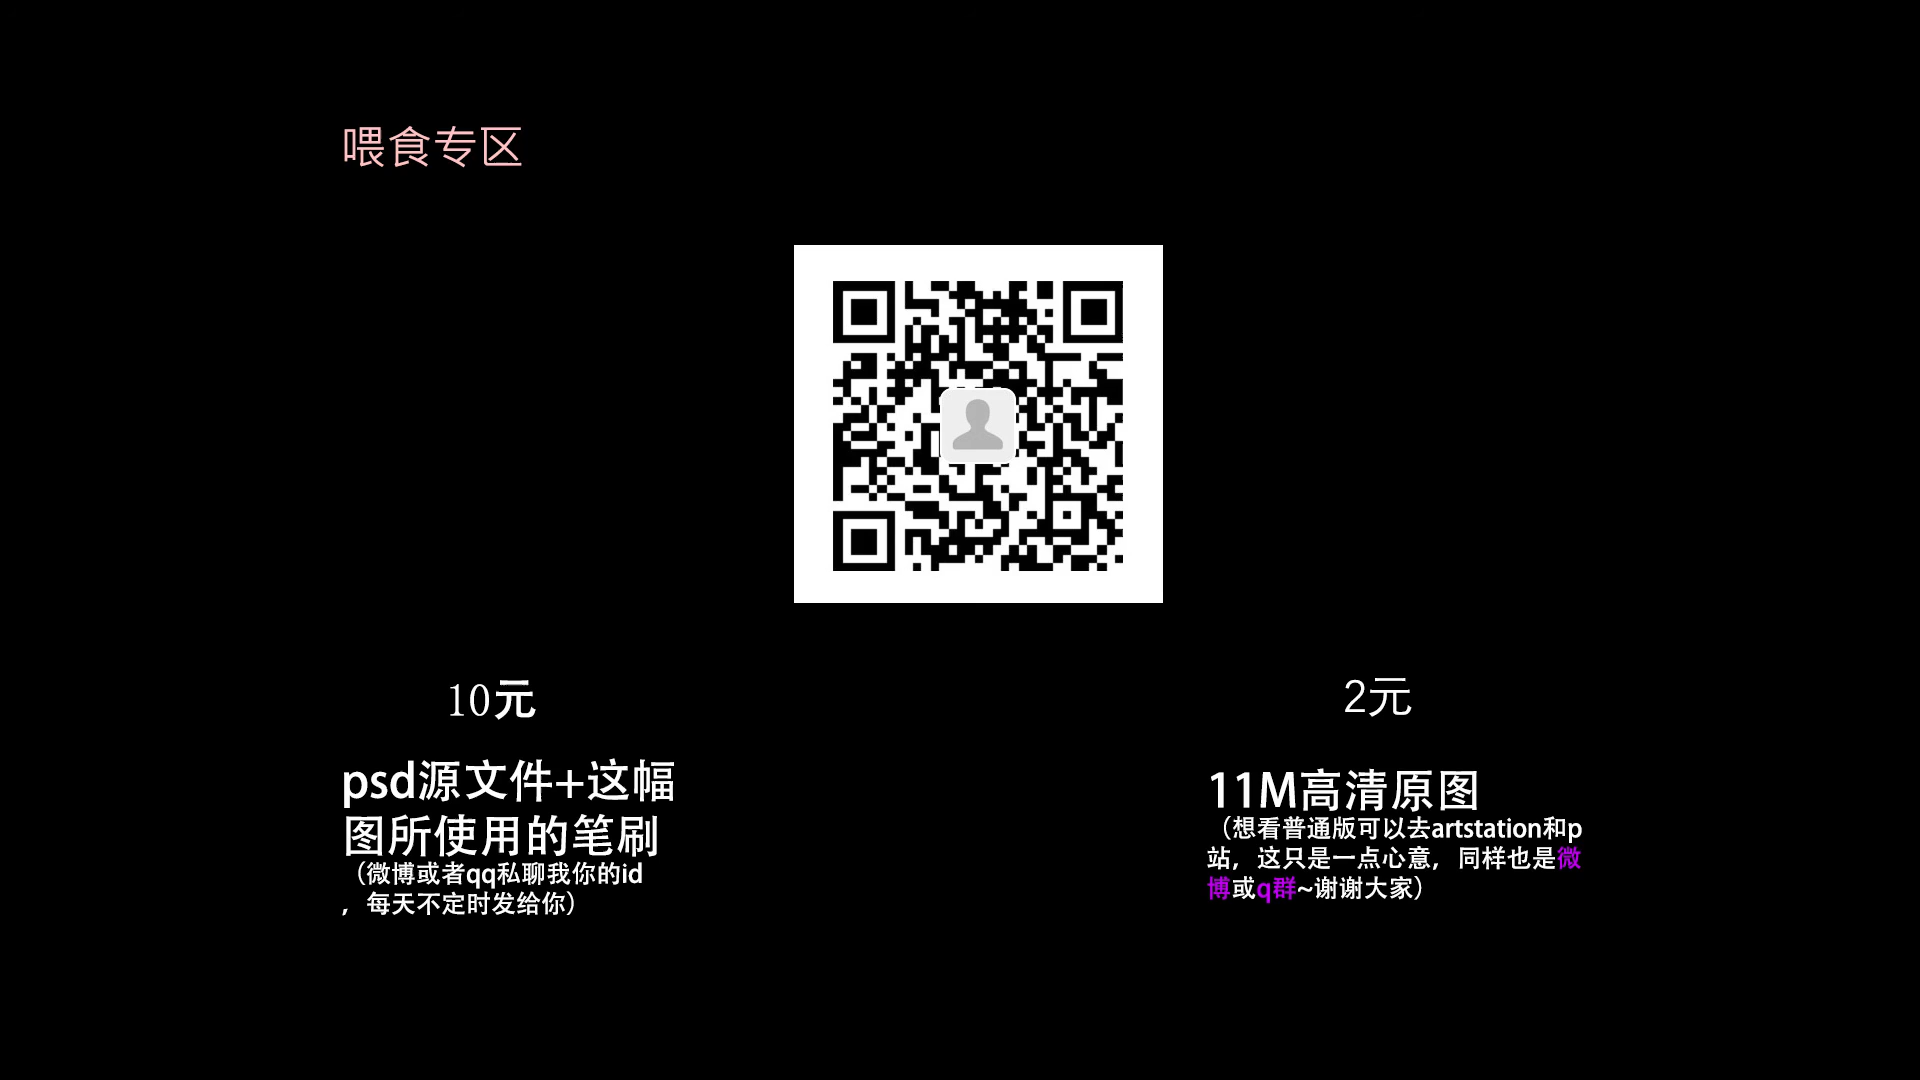 喂食专区
10元
psd源文件+这幅
图所使用的笔刷
（微博或者qq私聊我你的id
，每天不定时发给你）
2元
11M高清原图
（想看普通版可以去artstation和p
站，这只是一点心意，同样也是微
博或q群~谢谢大家）